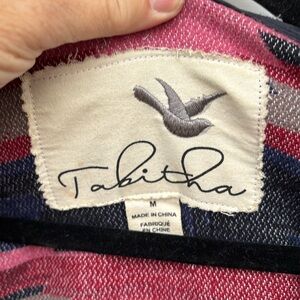 Tabitha
M
MADE IN CHINA
FABRIQUÉ
EN CHINE